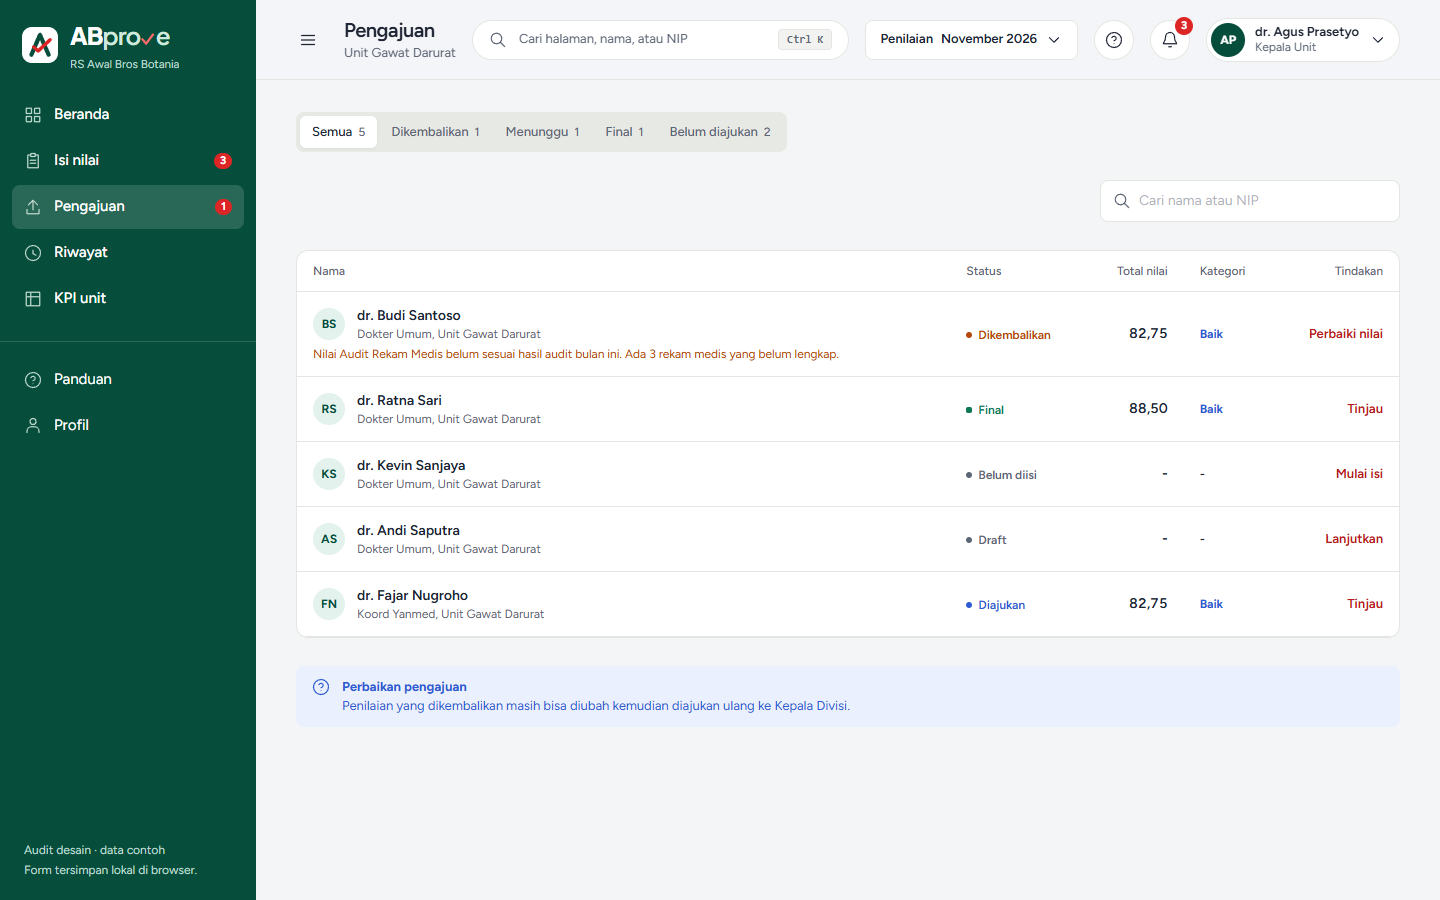 ABprove
RS Awal Bros Botania
Beranda
Isi nilai 3
Pengajuan 1
Riwayat
KPI unit
Panduan
Profil
Audit desain · data contoh
Form tersimpan lokal di browser.
Pengajuan
Unit Gawat Darurat
Cari halaman, nama, atau NIP Ctrl K
Penilaian November 2026
3
AP
dr. Agus Prasetyo
Kepala Unit
Semua 5 Dikembalikan 1 Menunggu 1 Final 1 Belum diajukan 2
Cari nama atau NIP
Nama Status Total nilai Kategori Tindakan
BS dr. Budi Santoso
Dokter Umum, Unit Gawat Darurat
Dikembalikan 82,75 Baik Perbaiki nilai
Nilai Audit Rekam Medis belum sesuai hasil audit bulan ini. Ada 3 rekam medis yang belum lengkap.
RS dr. Ratna Sari
Dokter Umum, Unit Gawat Darurat
Final 88,50 Baik Tinjau
KS dr. Kevin Sanjaya
Dokter Umum, Unit Gawat Darurat
Belum diisi - - Mulai isi
AS dr. Andi Saputra
Dokter Umum, Unit Gawat Darurat
Draft - - Lanjutkan
FN dr. Fajar Nugroho
Koord Yanmed, Unit Gawat Darurat
Diajukan 82,75 Baik Tinjau
Perbaikan pengajuan
Penilaian yang dikembalikan masih bisa diubah kemudian diajukan ulang ke Kepala Divisi.